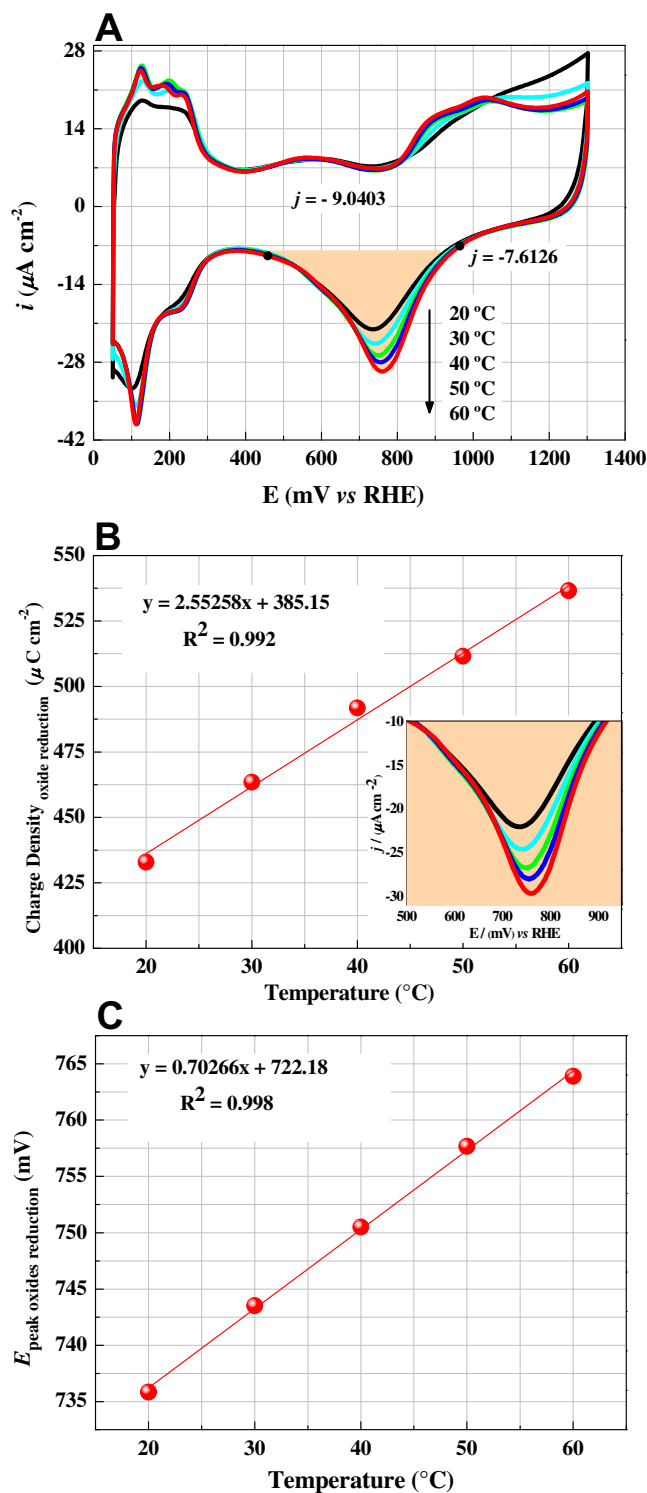 A
28
14
0
-14
-28
-42
i (μA cm-2)
j = - 9.0403
j = -7.6126
20 ºC
30 ºC
40 ºC
50 ºC
60 ºC
0 200 400 600 800 1000 1200 1400
E (mV vs RHE)
B
550
525
500
475
450
425
400
Charge Density oxide reduction (μ C cm-2)
y = 2.55258x + 385.15
R2 = 0.992
-10
-15
-20
-25
-30
j / (μA cm-2)
500 600 700 800 900
E / (mV) vs RHE
20 30 40 50 60
Temperature (°C)
C
765
760
755
750
745
740
735
E peak oxides reduction (mV)
y = 0.70266x + 722.18
R2 = 0.998
20 30 40 50 60
Temperature (°C)